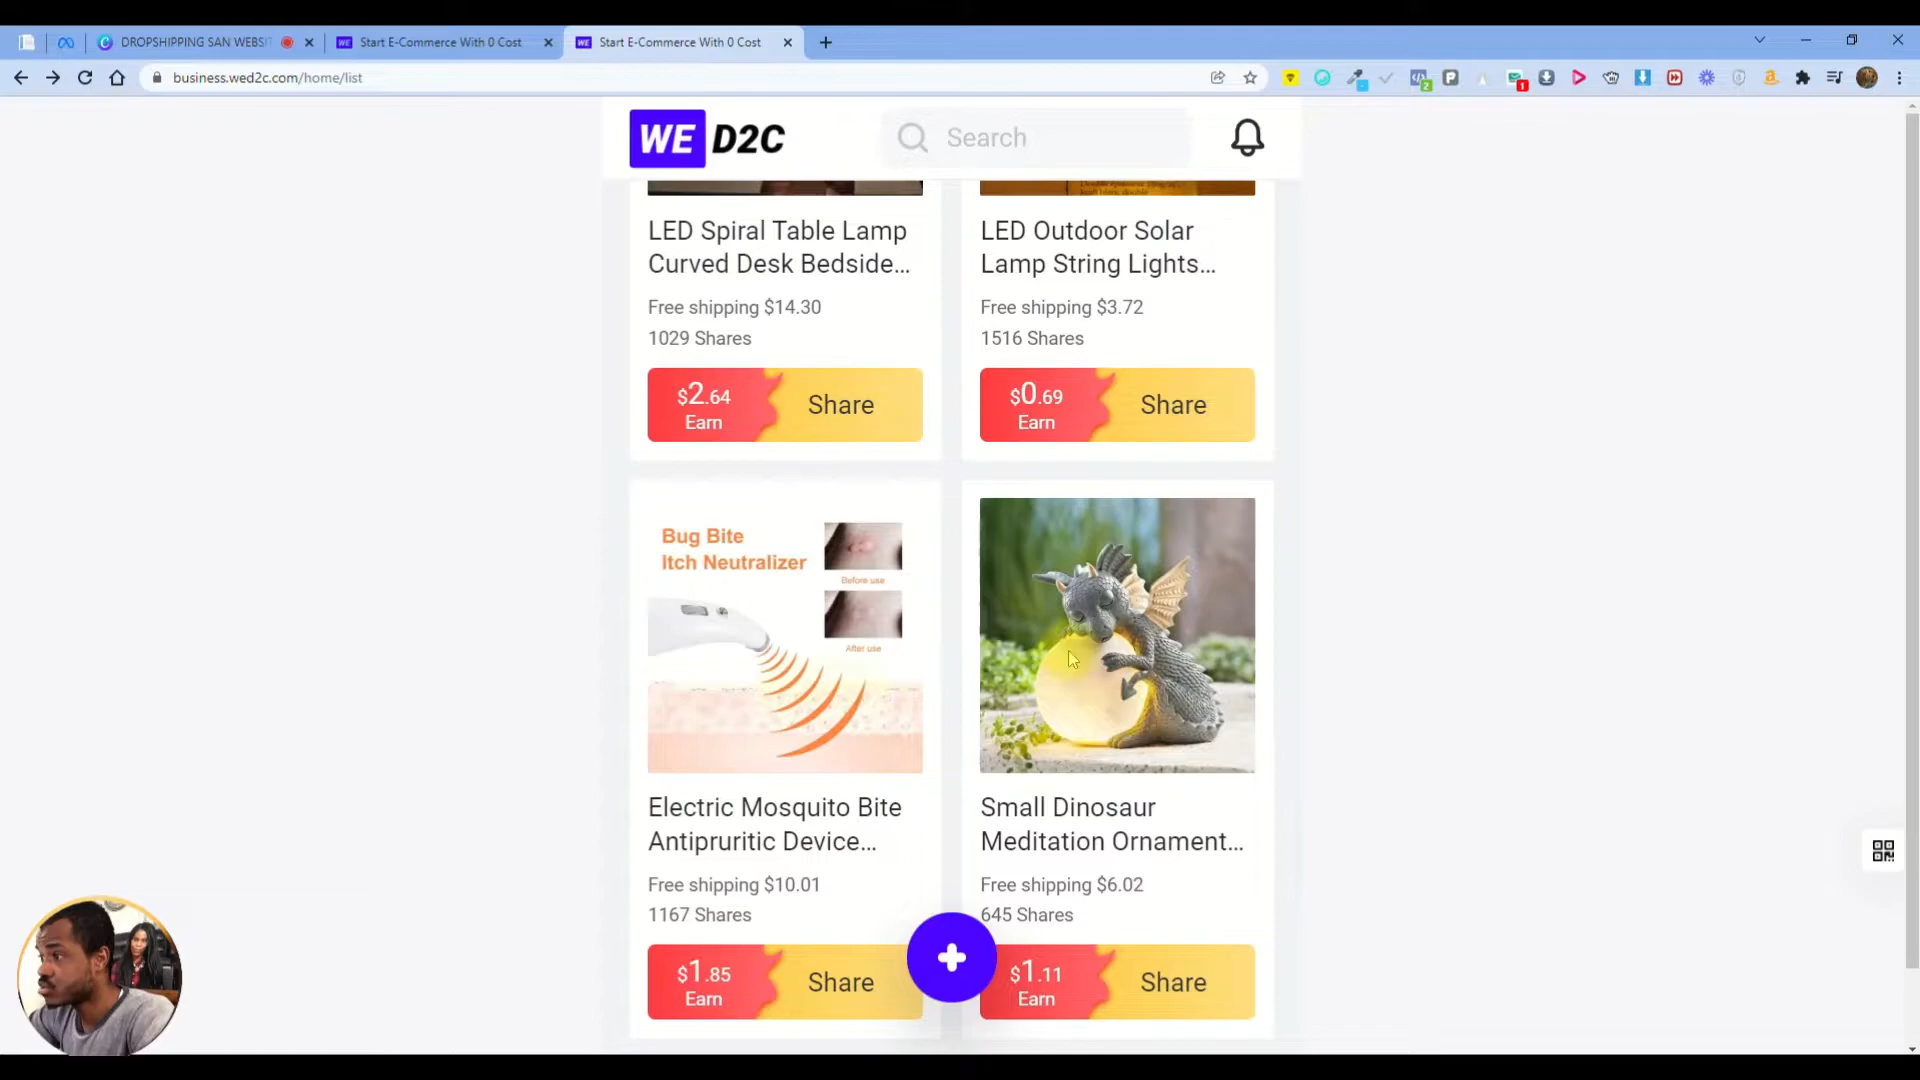 DROPSHIPPING SAN WEBSIT
Start E-Commerce With 0 Cost
Start E-Commerce With 0 Cost
business.wed2c.com/home/list
2
1
WE D2C
Search
LED Spiral Table Lamp
Curved Desk Bedside...
Free shipping $14.30
1029 Shares
$2.64
Earn
Share
LED Outdoor Solar
Lamp String Lights...
Free shipping $3.72
1516 Shares
$0.69
Earn
Share
Bug Bite
Itch Neutralizer
Before use
After use
Electric Mosquito Bite
Antipruritic Device...
Free shipping $10.01
1167 Shares
$1.85
Earn
Share
Small Dinosaur
Meditation Ornament...
Free shipping $6.02
645 Shares
$1.11
Earn
Share